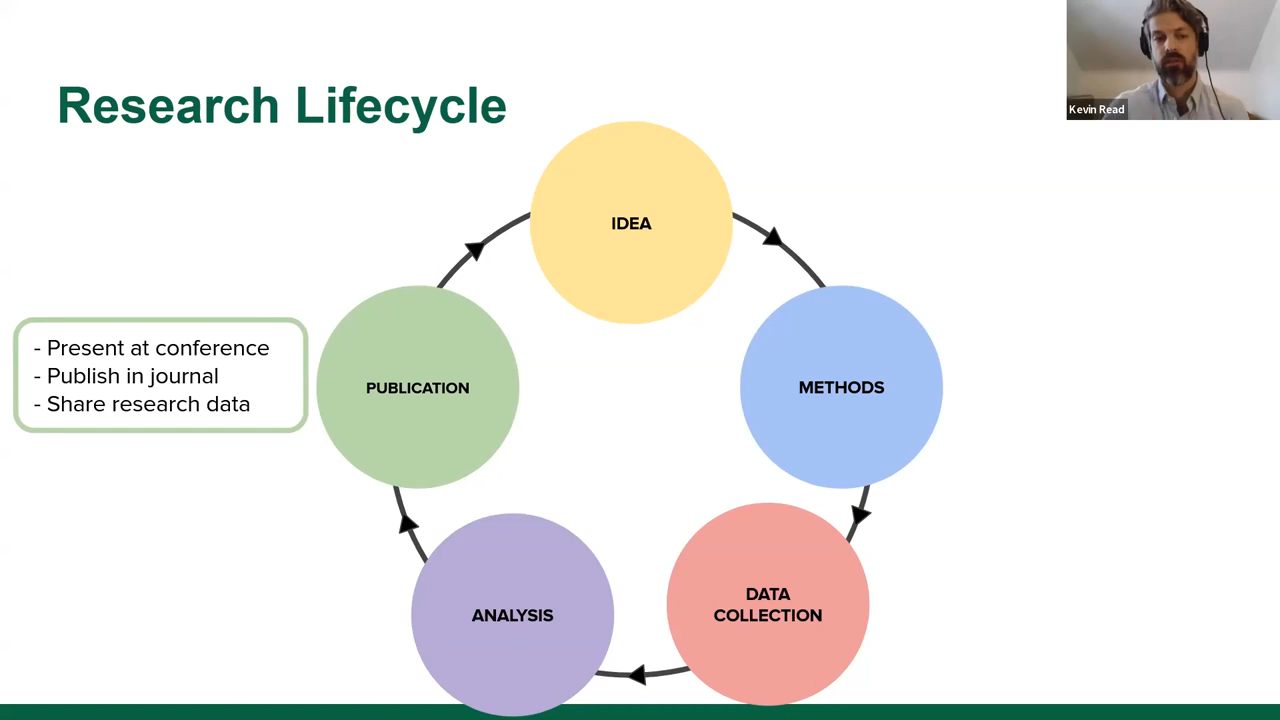 Kevin Read
Research Lifecycle
IDEA
METHODS
DATA
COLLECTION
ANALYSIS
PUBLICATION
- Present at conference
- Publish in journal
- Share research data